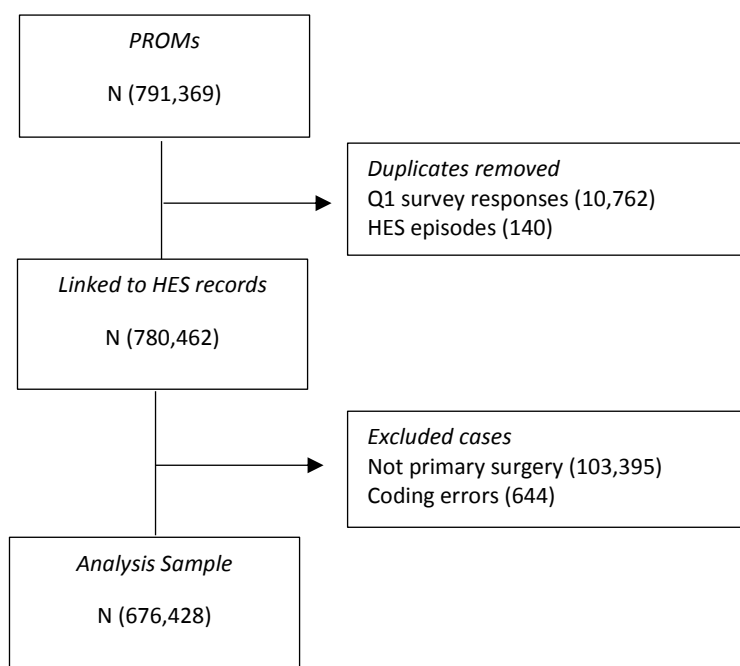 PROMs
N (791,369)
Duplicates removed
Q1 survey responses (10,762)
HES episodes (140)
Linked to HES records
N (780,462)
Excluded cases
Not primary surgery (103,395)
Coding errors (644)
Analysis Sample
N (676,428)